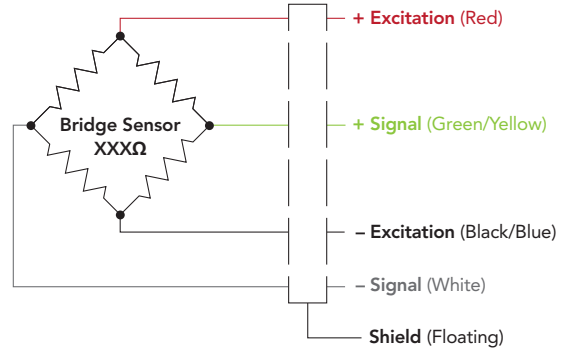 + Excitation (Red)
Bridge Sensor
XXXΩ
+ Signal (Green/Yellow)
– Excitation (Black/Blue)
– Signal (White)
Shield (Floating)